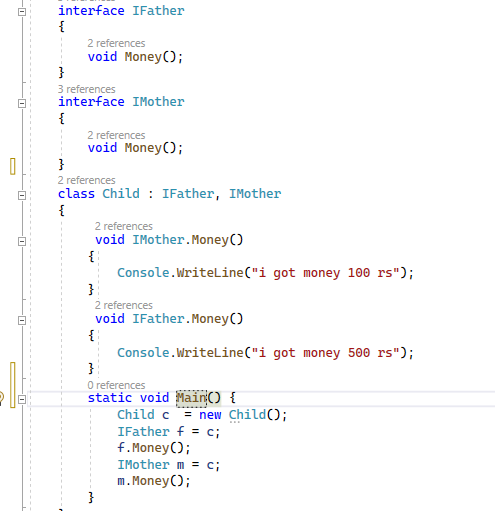 interface IFather
{
2 references
void Money();
}
3 references
interface IMother
{
2 references
void Money();
}
2 references
class Child : IFather, IMother
{
2 references
void IMother.Money()
{
Console.WriteLine("i got money 100 rs");
}
2 references
void IFather.Money()
{
Console.WriteLine("i got money 500 rs");
}
0 references
static void Main() {
Child c  = new Child();
IFather f = c;
f.Money();
IMother m = c;
m.Money();
}